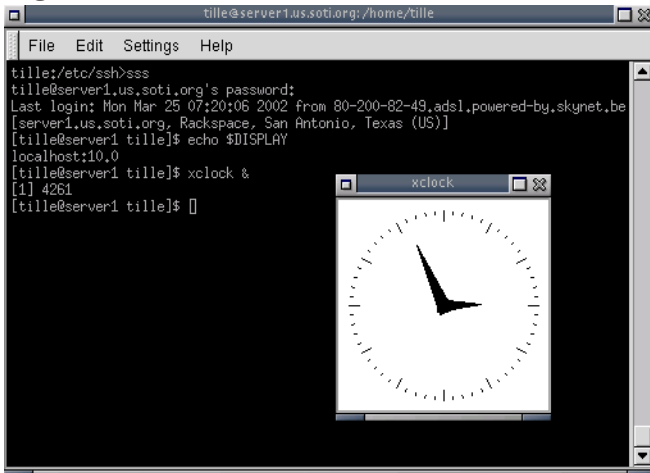 tille@server1.us.soti.org:/home/tille
File Edit Settings Help
tille:/etc/ssh>sss
tille@server1.us.soti.org's password:
Last login: Mon Mar 25 07:20:06 2002 from 80-200-82-49.adsl.powered-by.skynet.be
[server1.us.soti.org, Rackspace, San Antonio, Texas (US)]
[tille@server1 tille]$ echo $DISPLAY
localhost:10.0
[tille@server1 tille]$ xclock &
[1] 4261
[tille@server1 tille]$
xclock